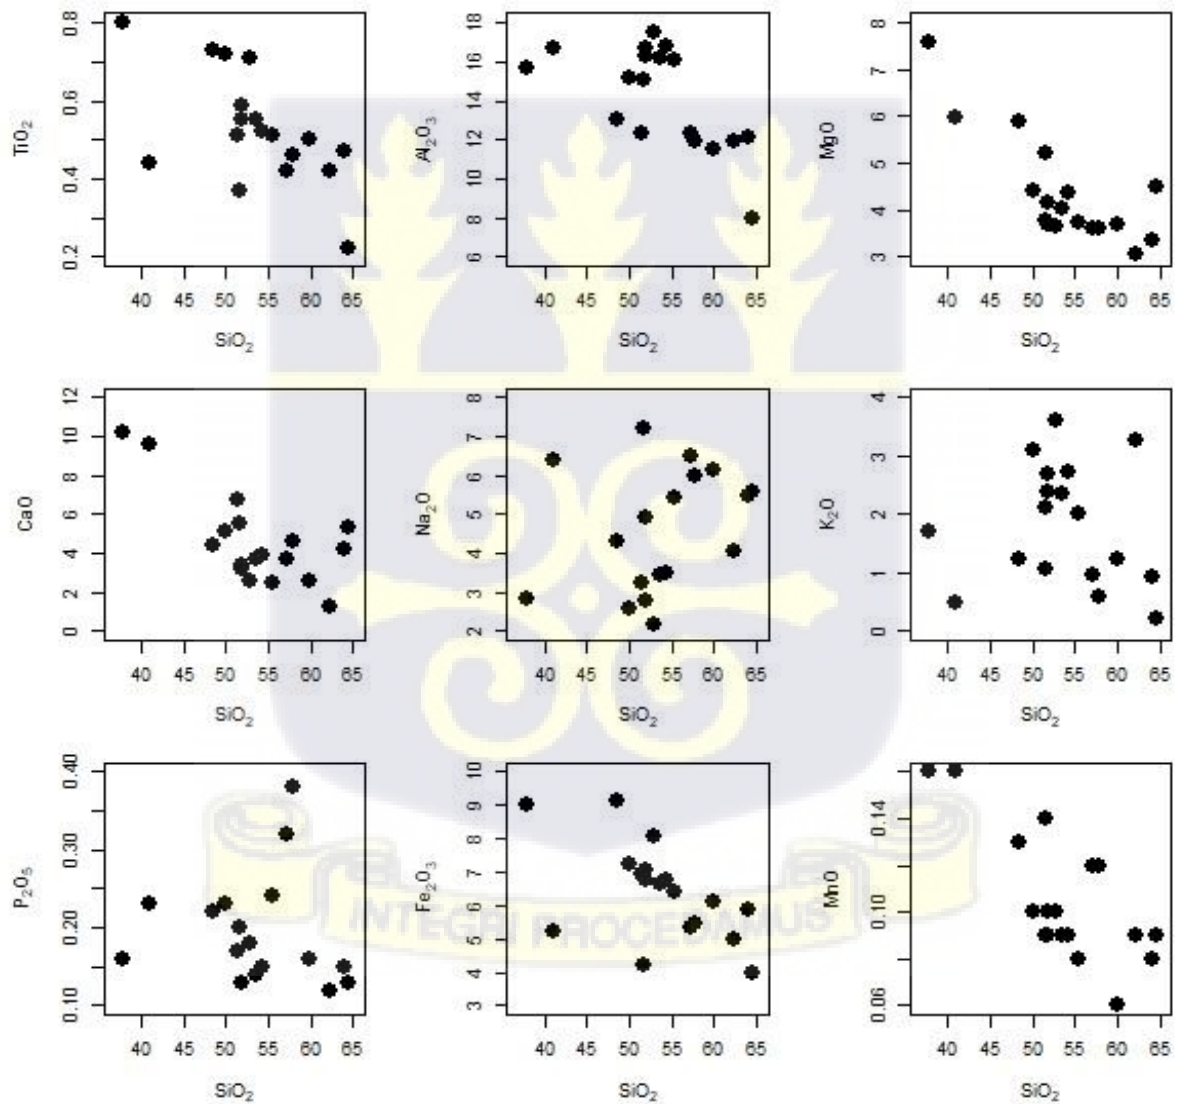 TiO₂ 0.2 0.4 0.6 0.8
40 45 50 55 60 65
SiO₂
Al₂O₃ 6 8 10 12 14 16 18
40 45 50 55 60 65
SiO₂
MgO 3 4 5 6 7 8
40 45 50 55 60 65
SiO₂
CaO 0 2 4 6 8 10 12
40 45 50 55 60 65
SiO₂
Na₂O 2 3 4 5 6 7 8
40 45 50 55 60 65
SiO₂
K₂O 0 1 2 3 4
40 45 50 55 60 65
SiO₂
P₂O₅ 0.10 0.20 0.30 0.40
40 45 50 55 60 65
SiO₂
Fe₂O₃ 3 4 5 6 7 8 9 10
40 45 50 55 60 65
SiO₂
MnO 0.06 0.10 0.14
40 45 50 55 60 65
SiO₂
INTEGRI PROCEDAMUS